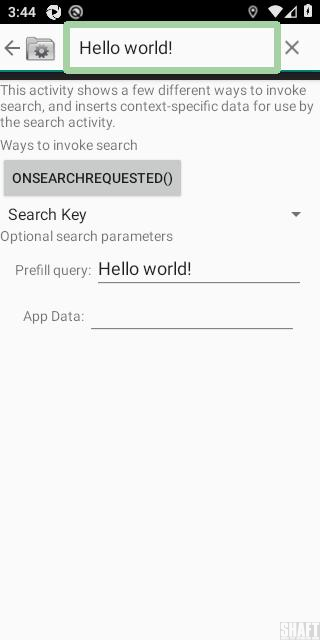 3:44
Hello world!
This activity shows a few different ways to invoke
search, and inserts context-specific data for use by
the search activity.
Ways to invoke search
ONSEARCHREQUESTED()
Search Key
Optional search parameters
Prefill query: Hello world!
App Data:
SHAFT